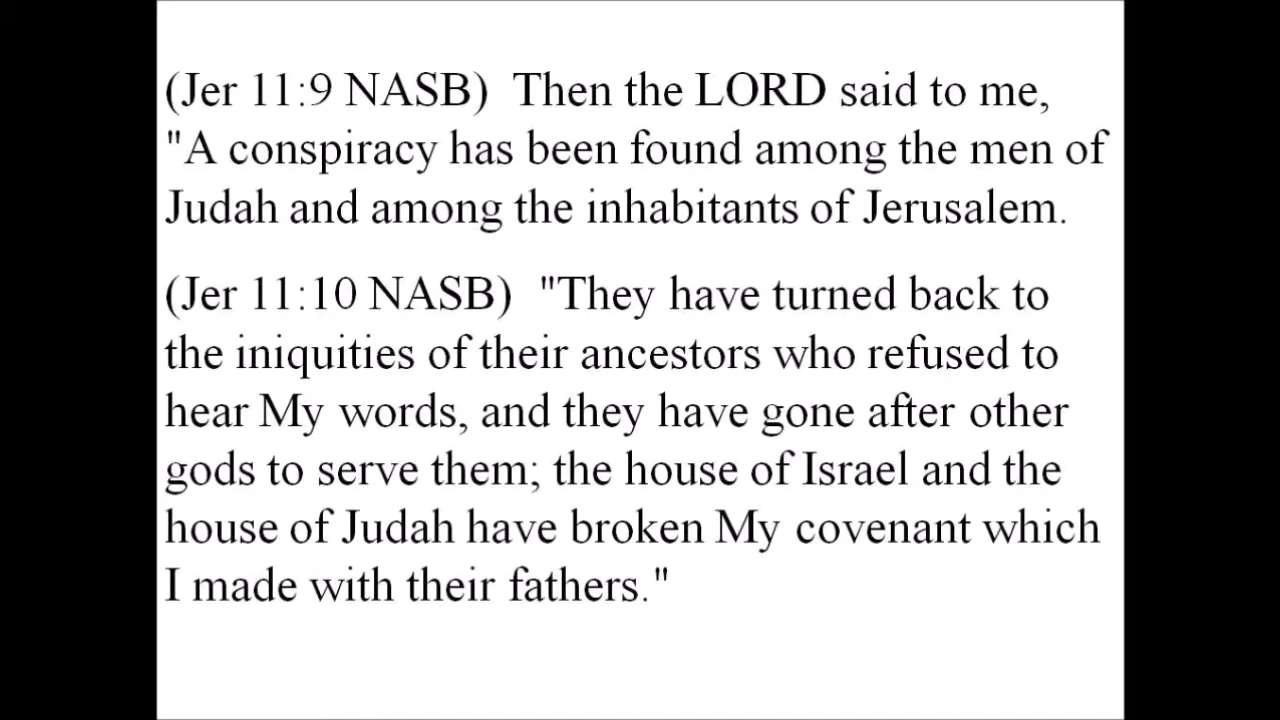 (Jer 11:9 NASB)  Then the LORD said to me,
"A conspiracy has been found among the men of
Judah and among the inhabitants of Jerusalem.
(Jer 11:10 NASB)  "They have turned back to
the iniquities of their ancestors who refused to
hear My words, and they have gone after other
gods to serve them; the house of Israel and the
house of Judah have broken My covenant which
I made with their fathers."